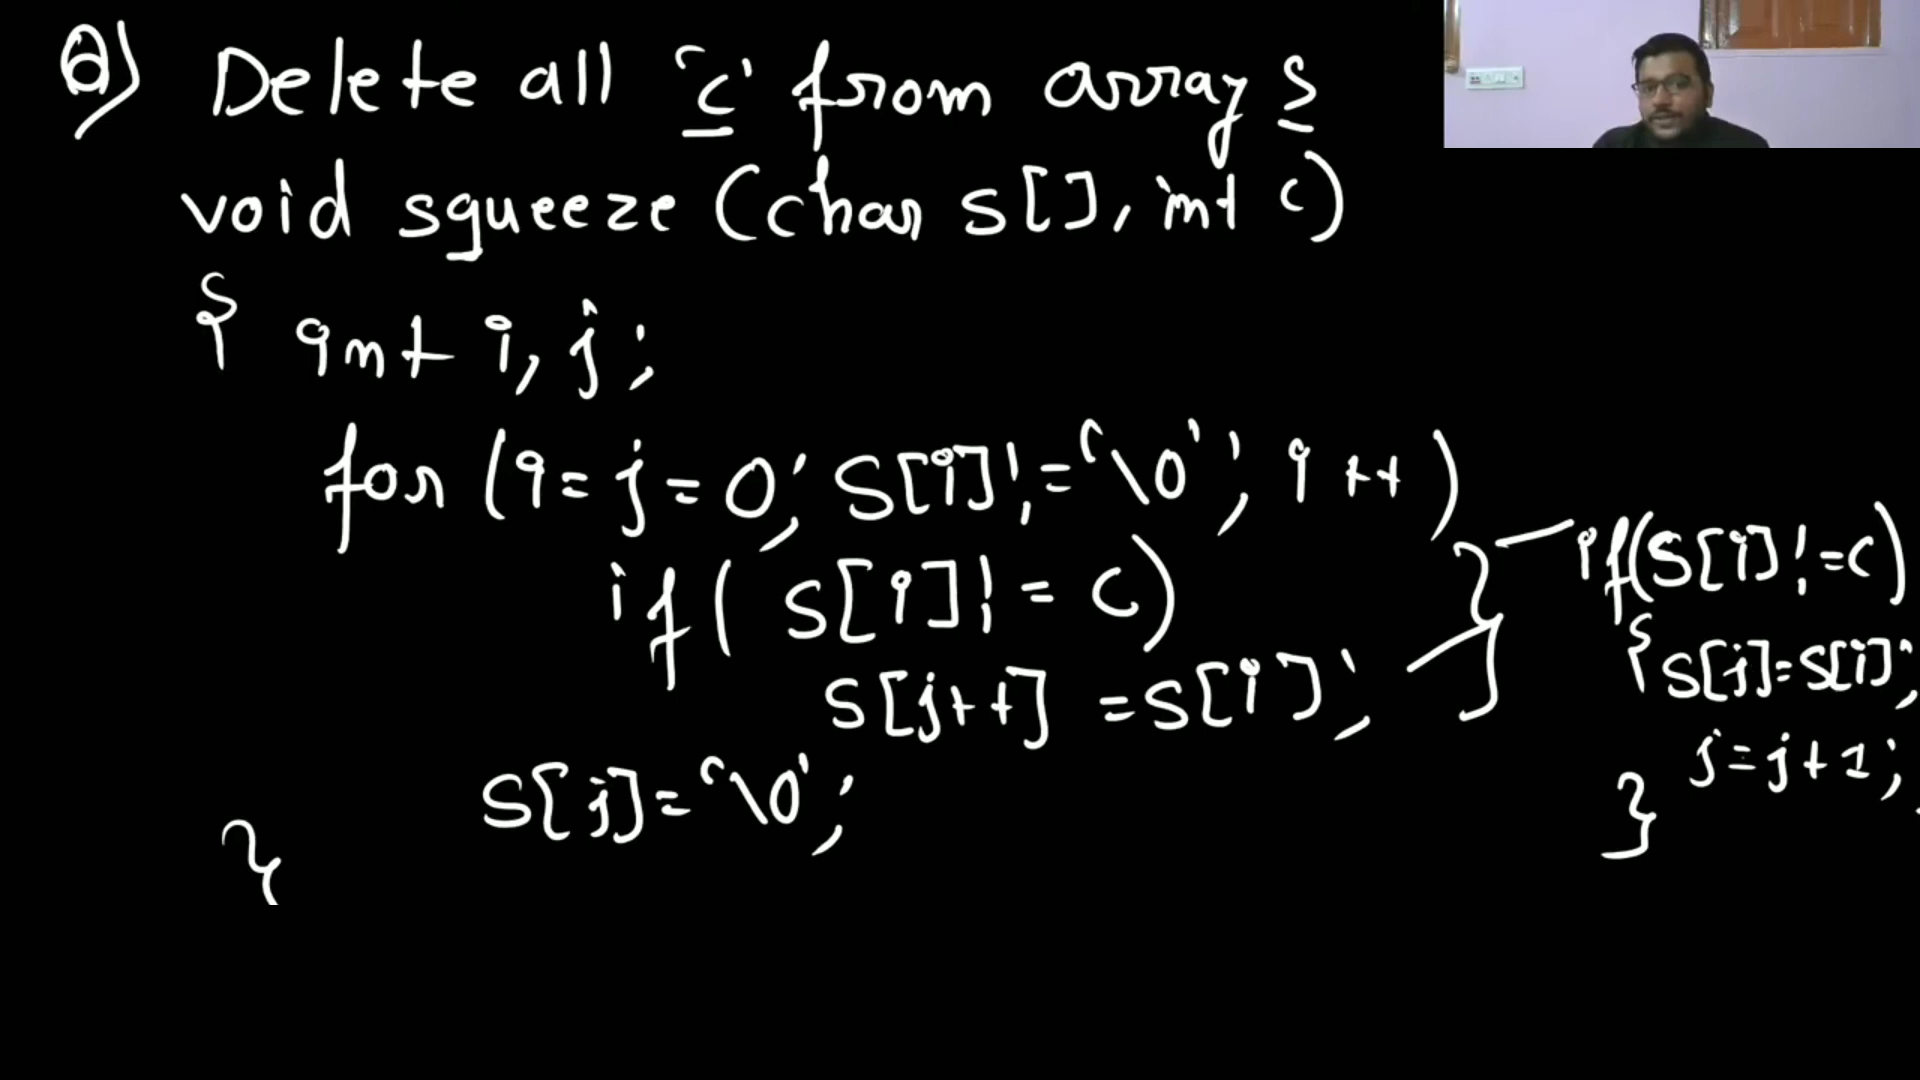 Q) Delete all 'c' from array s
void squeeze (char s[], int c)
{ int i, j;
for (i = j = 0; s[i] != '\0'; i++)
if( s[i] != c)
s[j++] = s[i];
s[j] = '\0';
}
if(s[i] != c)
{ s[j] = s[i];
j = j + 1;
}